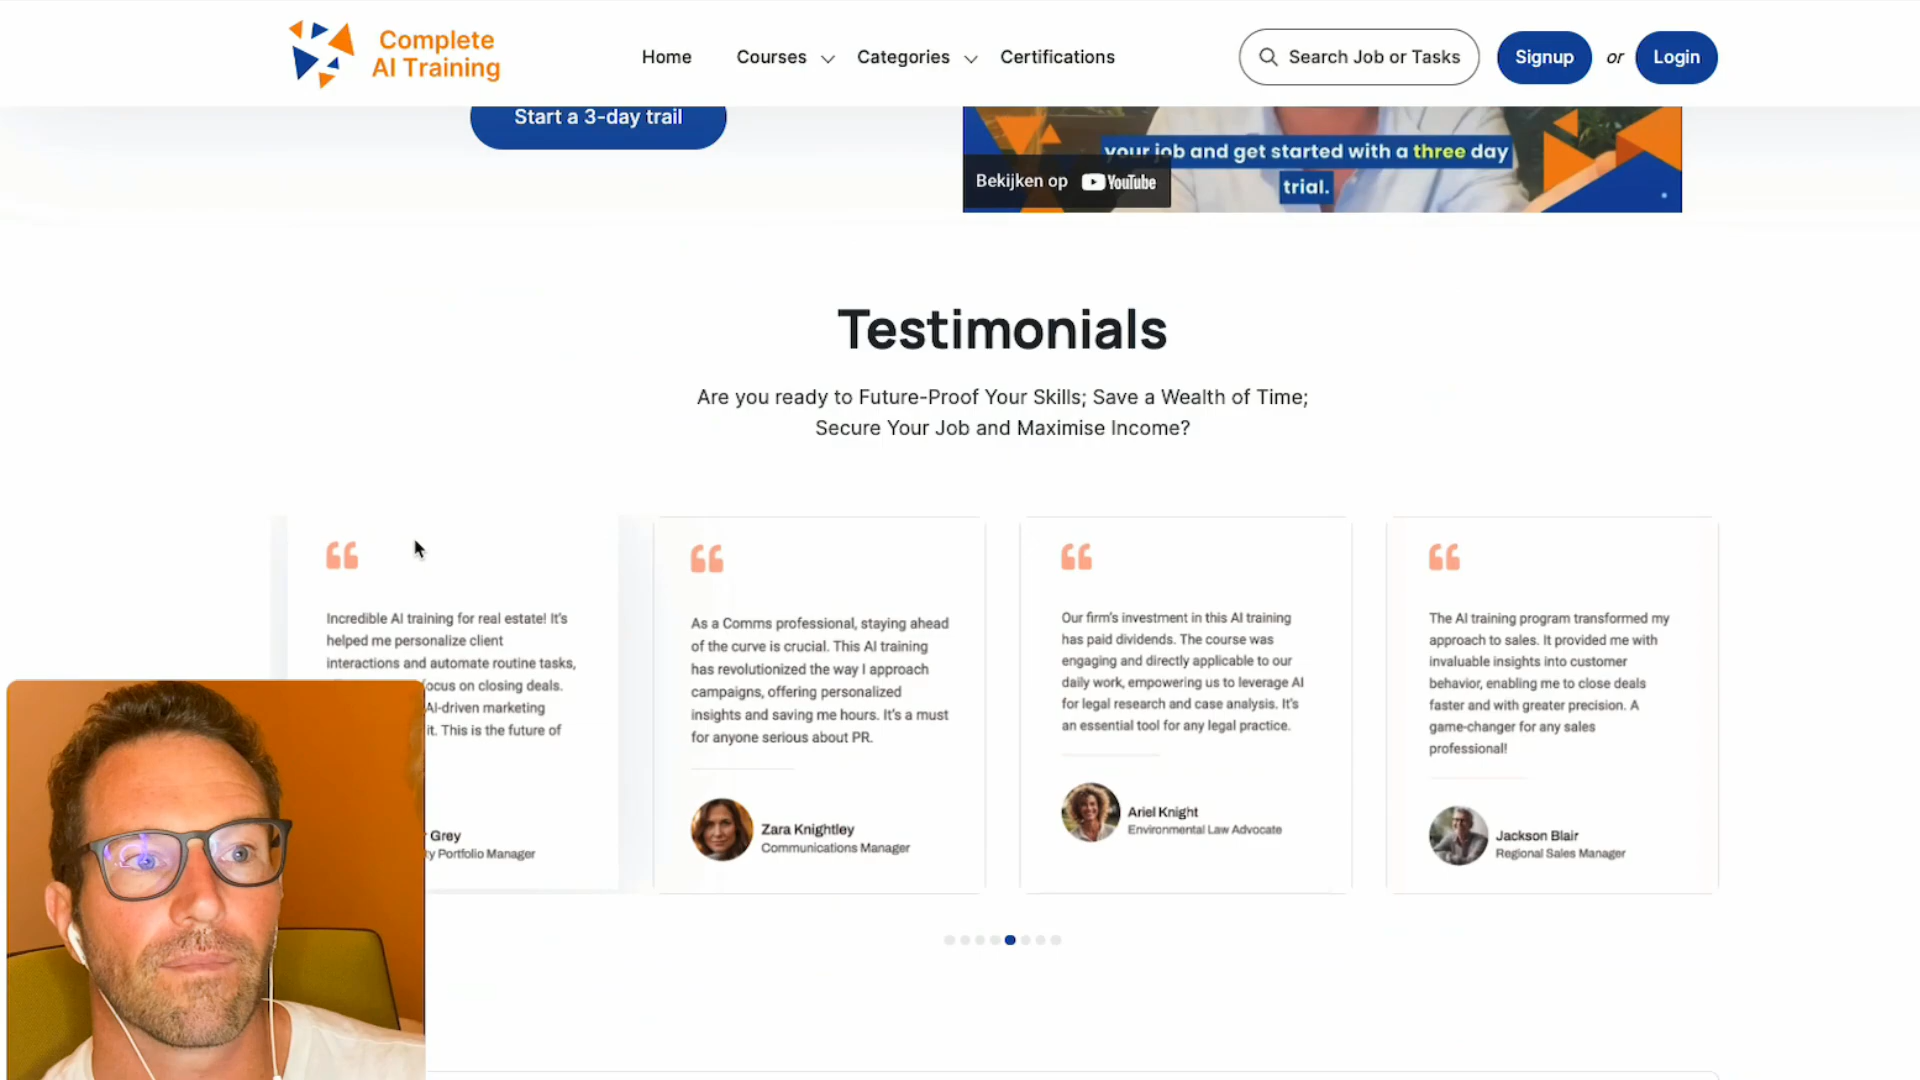 Complete
AI Training
Home
Courses
Categories
Certifications
Search Job or Tasks
Signup
or
Login
Start a 3-day trail
your job and get started with a three day
trial.
Bekijken op
YouTube
Testimonials
Are you ready to Future-Proof Your Skills; Save a Wealth of Time;
Secure Your Job and Maximise Income?
Incredible AI training for real estate! It's
helped me personalize client
interactions and automate routine tasks,
focus on closing deals.
AI-driven marketing
it. This is the future of
Grey
Portfolio Manager
As a Comms professional, staying ahead
of the curve is crucial. This AI training
has revolutionized the way I approach
campaigns, offering personalized
insights and saving me hours. It's a must
for anyone serious about PR.
Zara Knightley
Communications Manager
Our firm's investment in this AI training
has paid dividends. The course was
engaging and directly applicable to our
daily work, empowering us to leverage AI
for legal research and case analysis. It's
an essential tool for any legal practice.
Ariel Knight
Environmental Law Advocate
The AI training program transformed my
approach to sales. It provided me with
invaluable insights into customer
behavior, enabling me to close deals
faster and with greater precision. A
game-changer for any sales
professional!
Jackson Blair
Regional Sales Manager